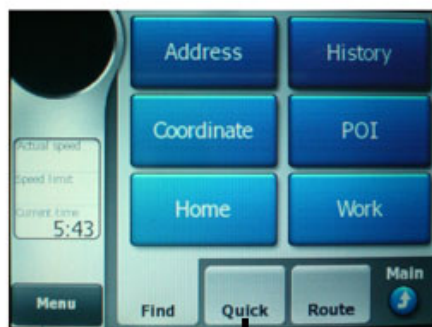 Address
History
Coordinate
POI
Actual speed
Speed limit
Home
Work
Current time
5:43
Main
Menu
Find
Quick
Route